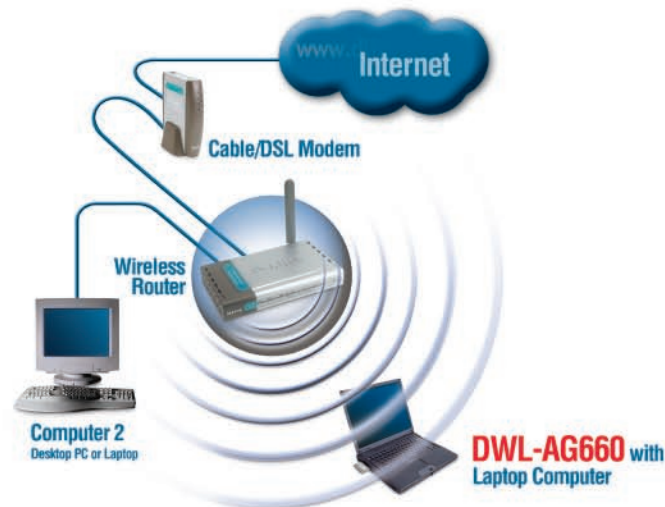 www.
Internet
Cable/DSL Modem
Wireless
Router
Computer 2
Desktop PC or Laptop
DWL-AG660 with
Laptop Computer